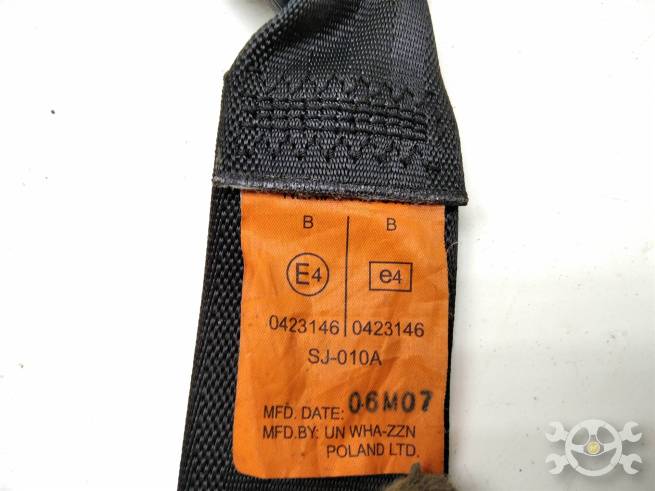 B B
E4 e4
0423146 0423146
SJ-010A
MFD. DATE: 06M07
MFD.BY: UN WHA-ZZN
POLAND LTD.